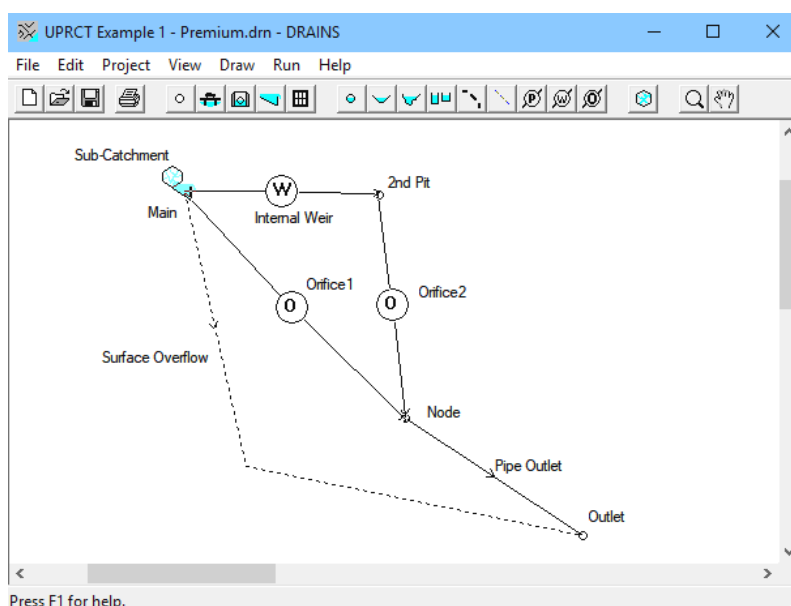 UPRCT Example 1 - Premium.drn - DRAINS
File Edit Project View Draw Run Help
P W O
Sub-Catchment
W
2nd Pit
Main
Internal Weir
Orifice1
Orifice2
O
O
Surface Overflow
Node
Pipe Outlet
Outlet
Press F1 for help.